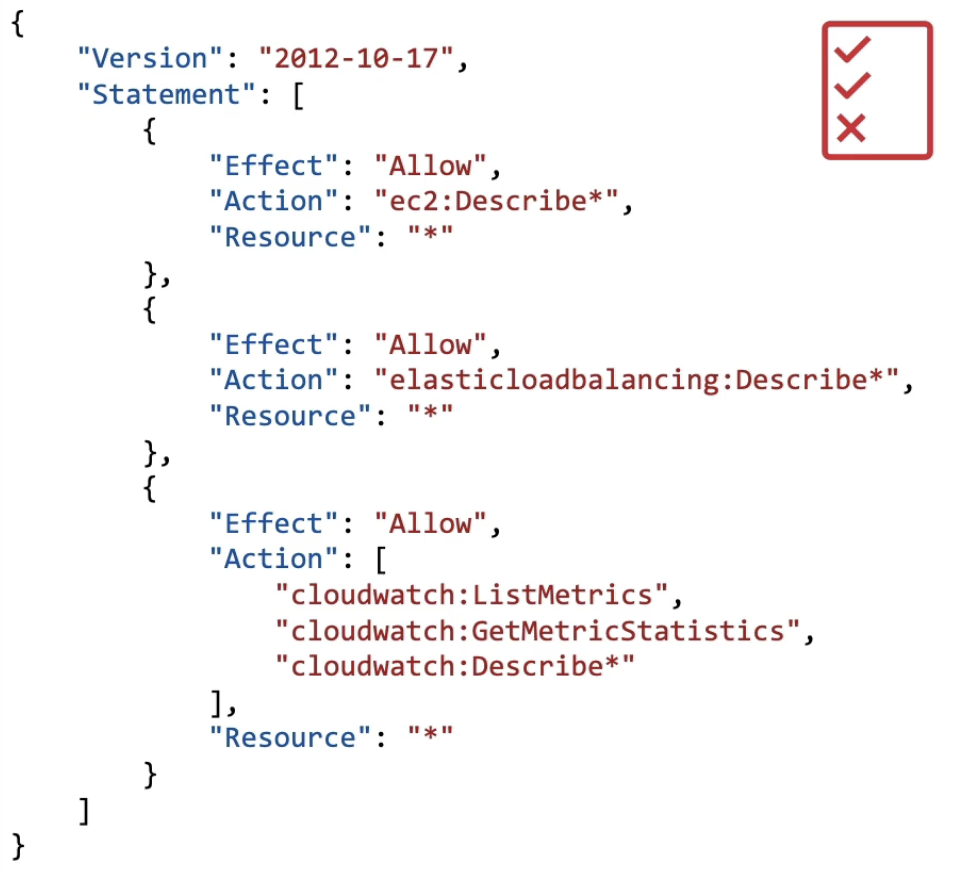 {
"Version": "2012-10-17",
"Statement": [
{
"Effect": "Allow",
"Action": "ec2:Describe*",
"Resource": "*"
},
{
"Effect": "Allow",
"Action": "elasticloadbalancing:Describe*",
"Resource": "*"
},
{
"Effect": "Allow",
"Action": [
"cloudwatch:ListMetrics",
"cloudwatch:GetMetricStatistics",
"cloudwatch:Describe*"
],
"Resource": "*"
}
]
}